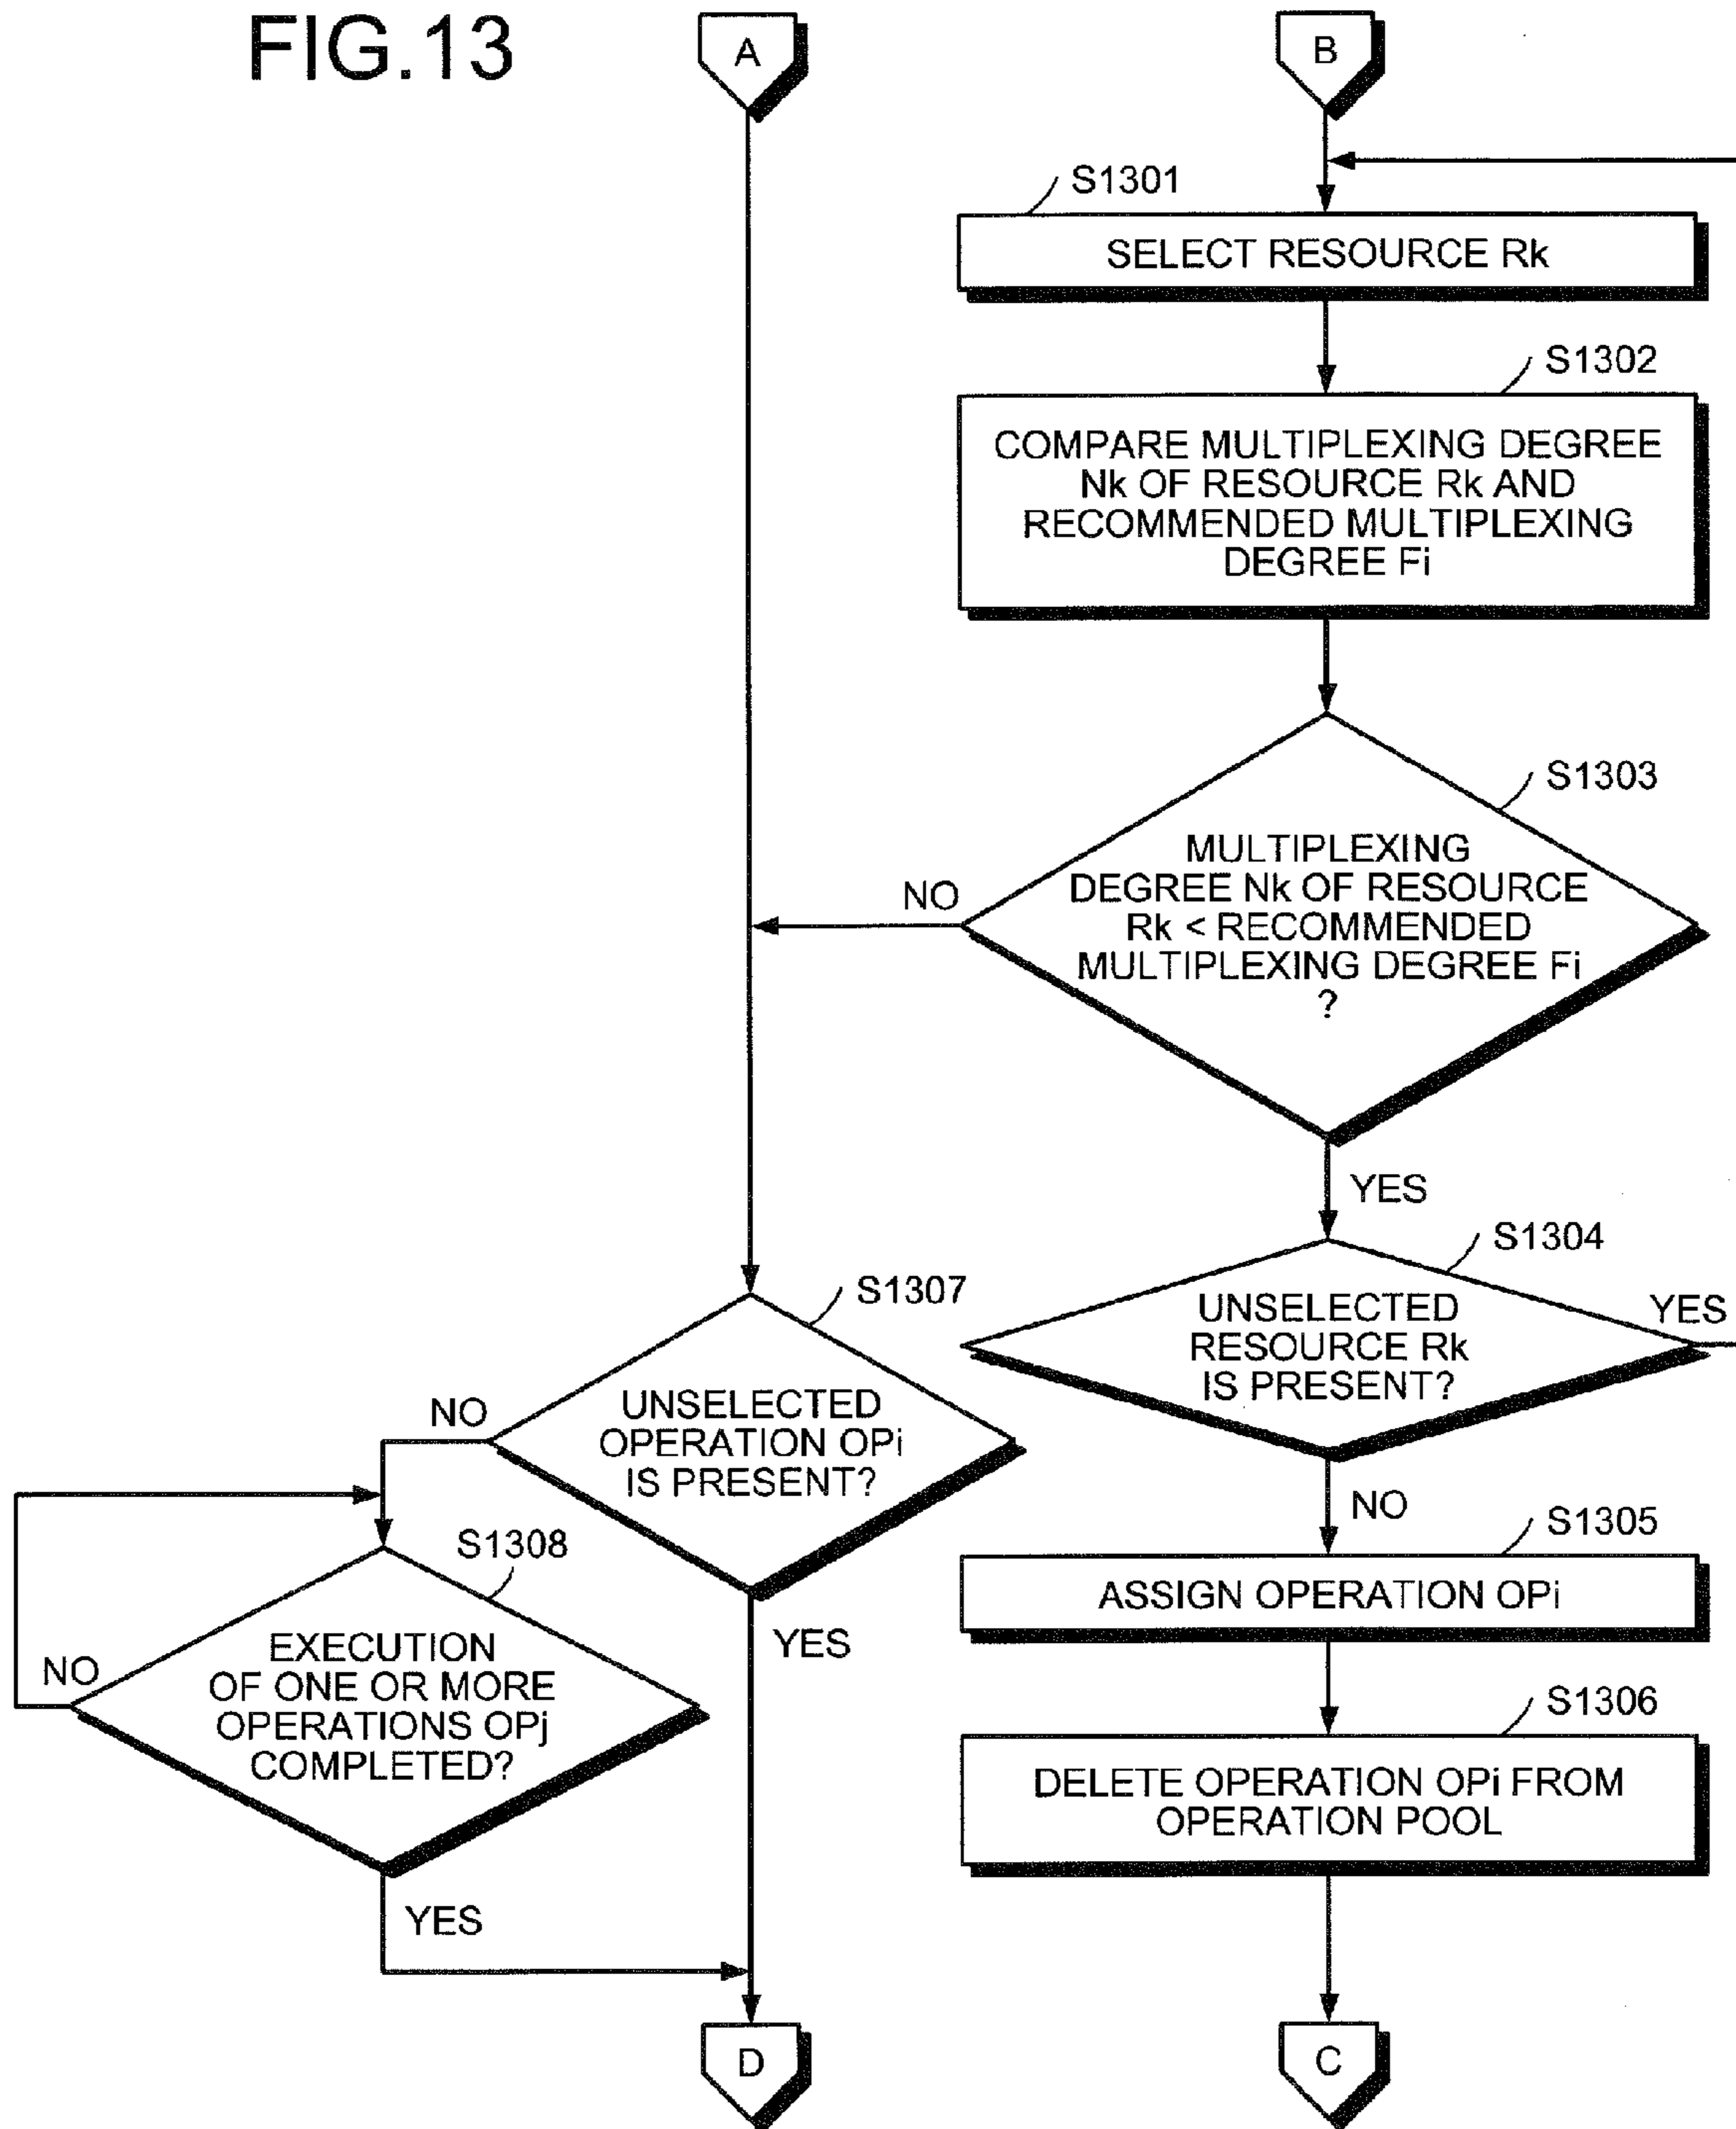 FIG.13
A
B
S1301
SELECT RESOURCE Rk
S1302
COMPARE MULTIPLEXING DEGREE
Nk OF RESOURCE Rk AND
RECOMMENDED MULTIPLEXING
DEGREE Fi
S1303
MULTIPLEXING
DEGREE Nk OF RESOURCE
Rk < RECOMMENDED
MULTIPLEXING DEGREE Fi
?
NO
YES
S1304
UNSELECTED
RESOURCE Rk
IS PRESENT?
YES
NO
S1305
ASSIGN OPERATION OPi
S1306
DELETE OPERATION OPi FROM
OPERATION POOL
C
S1307
UNSELECTED
OPERATION OPi
IS PRESENT?
NO
YES
S1308
EXECUTION
OF ONE OR MORE
OPERATIONS OPj
COMPLETED?
NO
YES
D